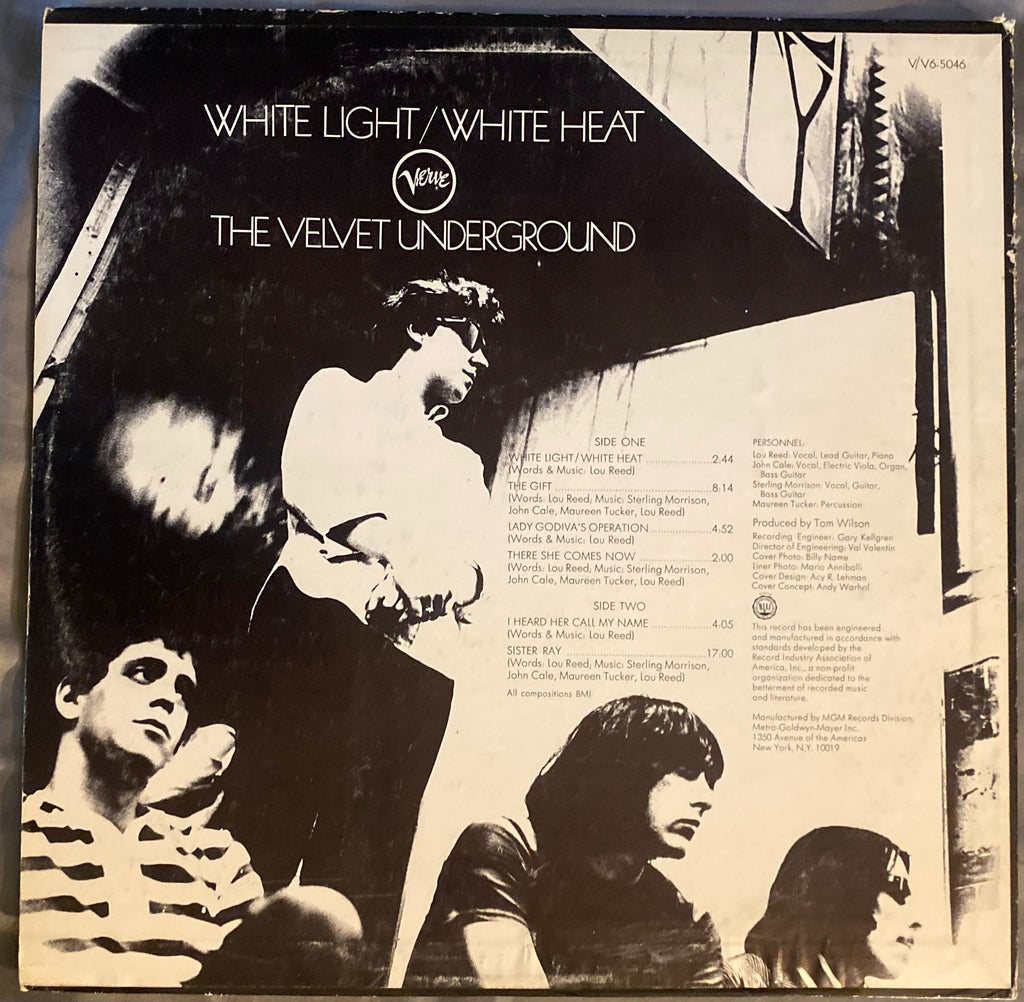 V/V6-5046
WHITE LIGHT/WHITE HEAT
Verve
THE VELVET UNDERGROUND
SIDE ONE
WHITE LIGHT/WHITE HEAT ..................2:44
(Words & Music: Lou Reed)
THE GIFT ..........................................8:14
(Words: Lou Reed; Music: Sterling Morrison,
John Cale, Maureen Tucker, Lou Reed)
LADY GODIVA'S OPERATION ................4:52
(Words & Music: Lou Reed)
THERE SHE COMES NOW ...................2:00
(Words: Lou Reed; Music: Sterling Morrison,
John Cale, Maureen Tucker, Lou Reed)
SIDE TWO
I HEARD HER CALL MY NAME ................4:05
(Words & Music: Lou Reed)
SISTER RAY ......................................17:00
(Words: Lou Reed; Music: Sterling Morrison,
John Cale, Maureen Tucker, Lou Reed)
All compositions BMI
PERSONNEL:
Lou Reed: Vocal, Lead Guitar, Piano
John Cale: Vocal, Electric Viola, Organ,
Bass Guitar
Sterling Morrison: Vocal, Guitar,
Bass Guitar
Maureen Tucker: Percussion
Produced by Tom Wilson
Recording Engineer: Gary Kellgren
Director of Engineering: Val Valentin
Cover Photo: Billy Name
Liner Photo: Mario Anniballi
Cover Design: Acy R. Lehman
Cover Concept: Andy Warhol
This record has been engineered
and manufactured in accordance with
standards developed by the
Record Industry Association of
America, Inc., a non-profit
organization dedicated to the
betterment of recorded music
and literature.
Manufactured by MGM Records Division,
Metro-Goldwyn-Mayer Inc.
1350 Avenue of the Americas
New York, N.Y. 10019